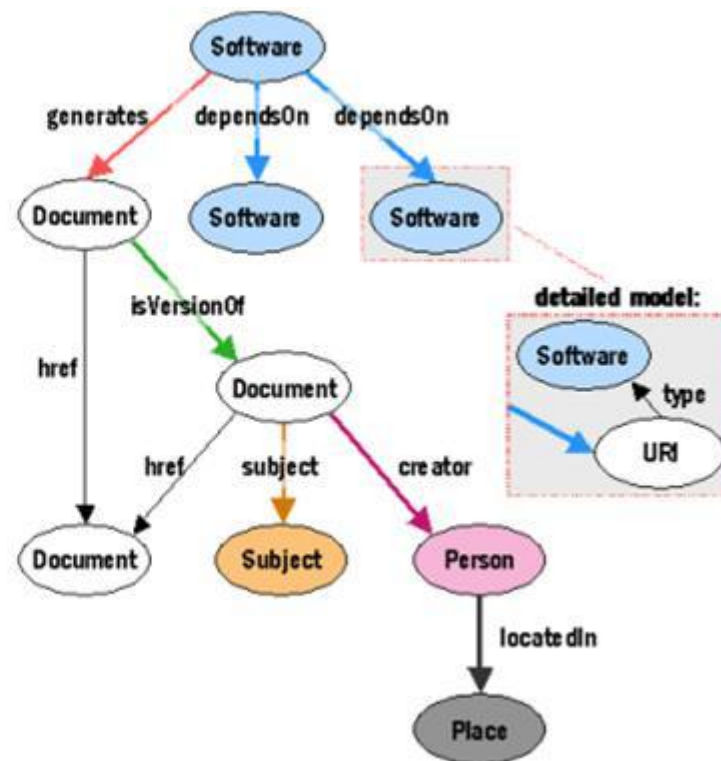 Software
generates
dependsOn
dependsOn
Document
Software
Software
detailed model:
isVersionOf
Software
href
Document
type
URI
href
subject
creator
Document
Subject
Person
locatedIn
Place